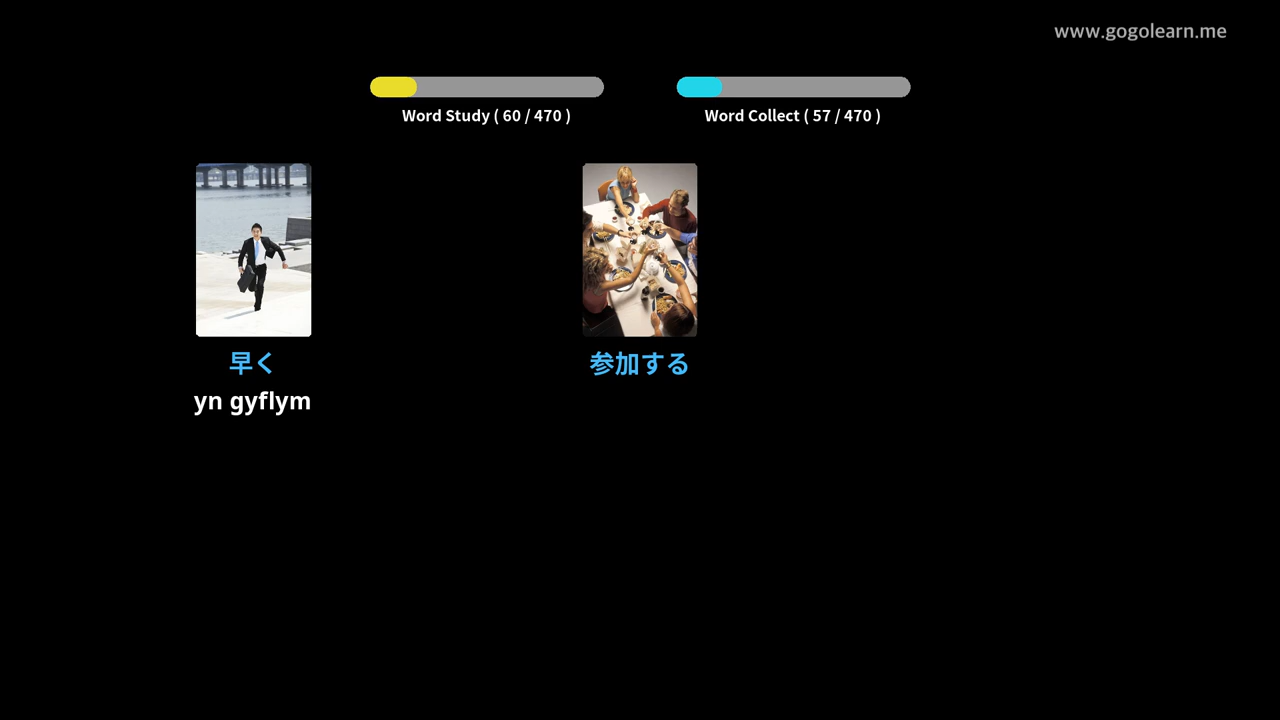 www.gogolearn.me
Word Study ( 60 / 470 )
Word Collect ( 57 / 470 )
早く
参加する
yn gyflym